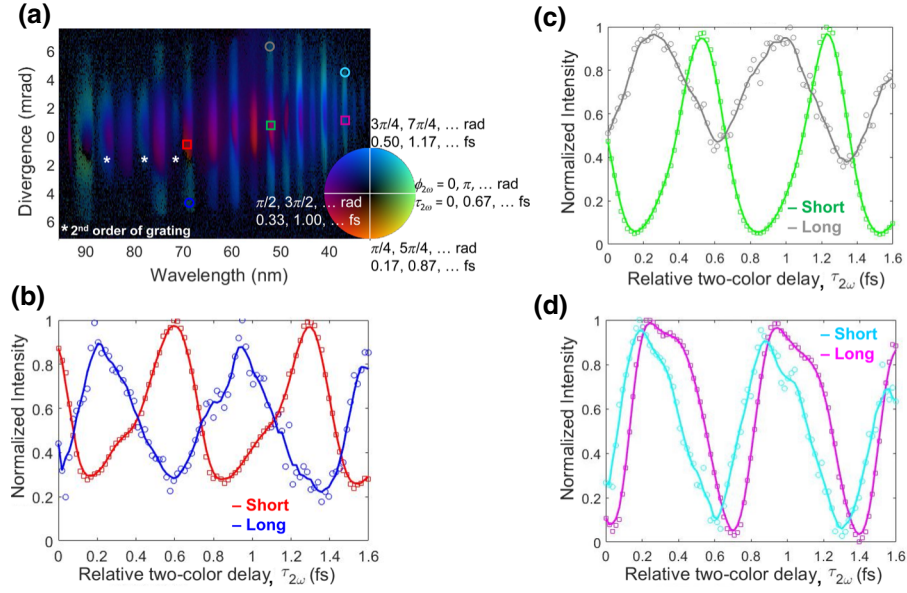 (a)
6
4
2
0
2
4
6
Divergence (mrad)
* * *
* 2nd order of grating
90 80 70 60 52 40
Wavelength (nm)
3π/4, 7π/4, … rad
0.50, 1.17, … fs
ϕ2ω = 0, π, … rad
τ2ω = 0, 0.67, … fs
π/2, 3π/2, … rad
0.33, 1.00, … fs
π/4, 5π/4, … rad
0.17, 0.87, … fs
(c)
1
0.8
0.6
0.4
0.2
0
Normalized Intensity
– Short
– Long
0 0.2 0.4 0.6 0.8 1 1.2 1.4 1.6
Relative two-color delay, τ2ω (fs)
(b)
1
0.8
0.6
0.4
0.2
0
Normalized Intensity
– Short
– Long
0 0.2 0.4 0.6 0.8 1 1.2 1.4 1.6
Relative two-color delay, τ2ω (fs)
(d)
1
0.8
0.6
0.4
0.2
0
Normalized Intensity
– Short
– Long
0 0.2 0.4 0.6 0.8 1 1.2 1.4 1.6
Relative two-color delay, τ2ω (fs)